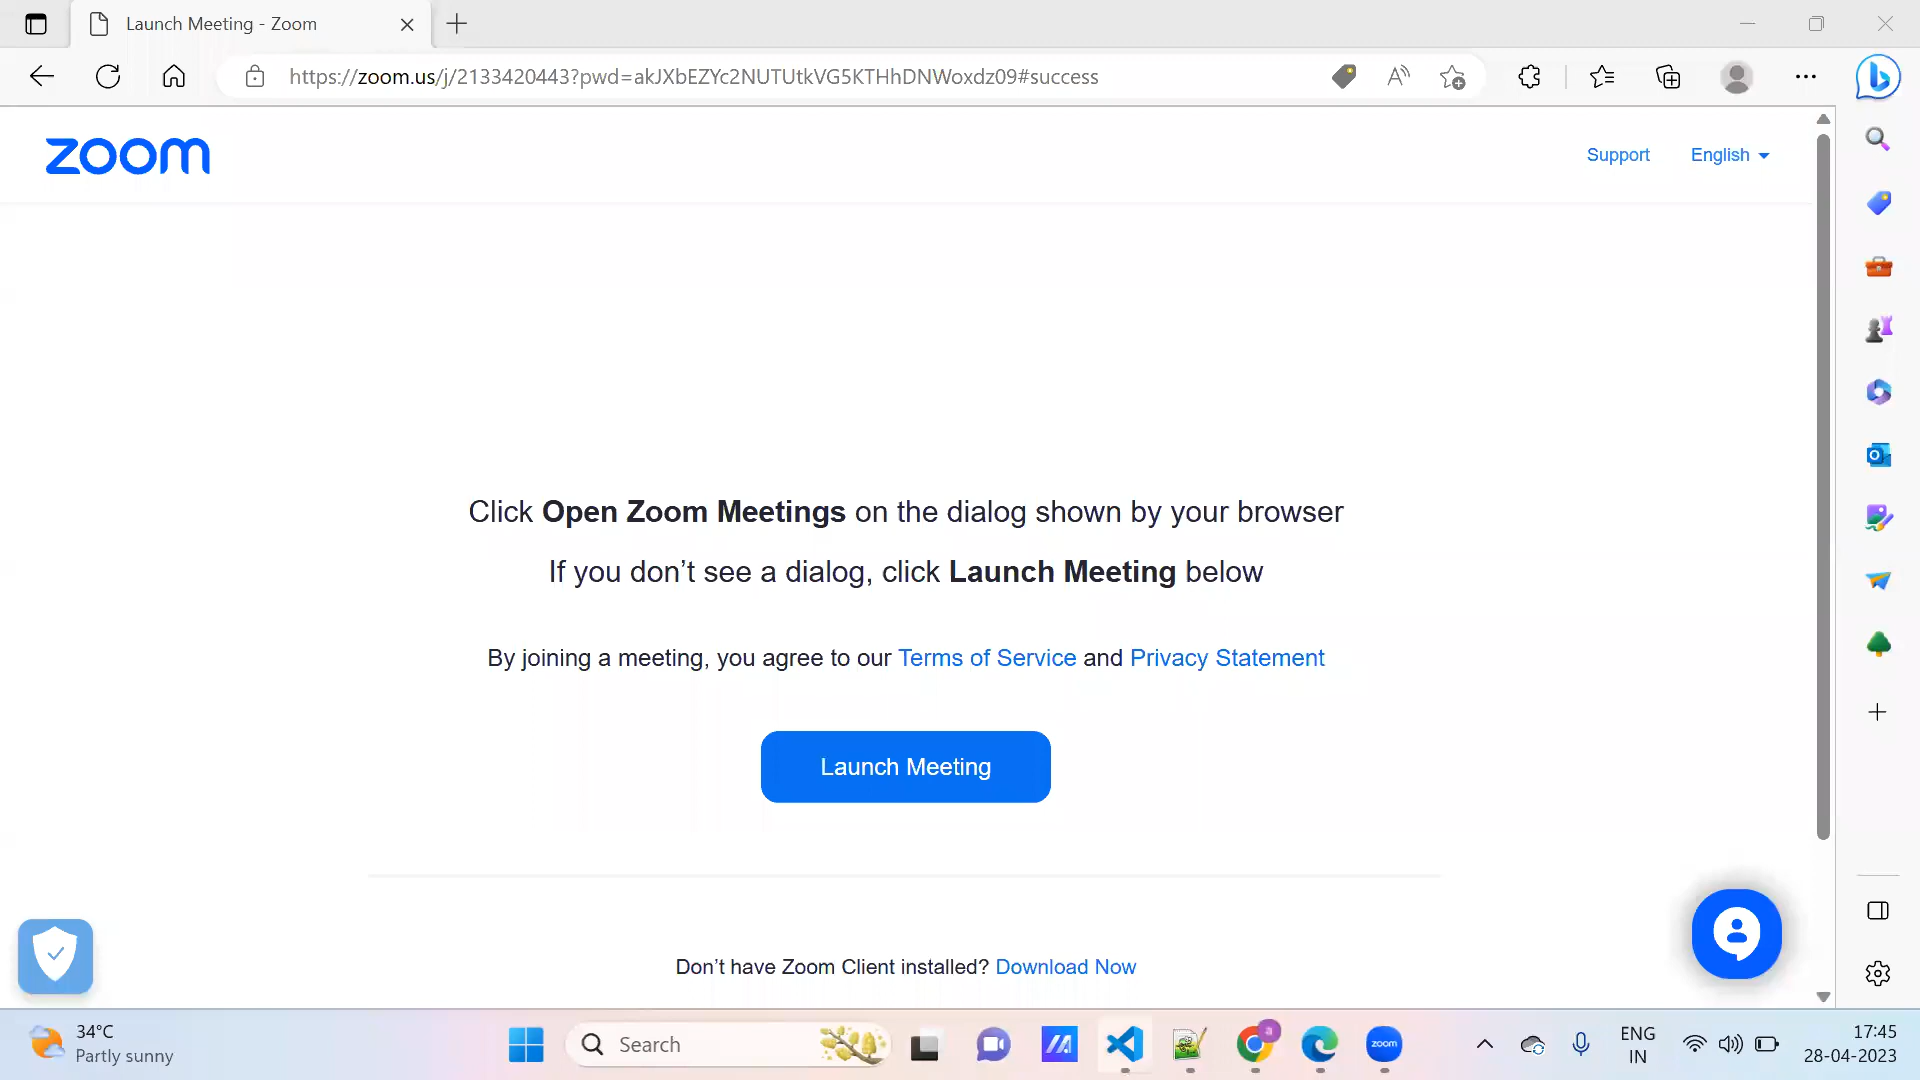 Launch Meeting - Zoom
https://zoom.us/j/2133420443?pwd=akJXbEZYc2NUTUtkVG5KTHhDNWoxdz09#success
zoom
Support English
Click Open Zoom Meetings on the dialog shown by your browser
If you don’t see a dialog, click Launch Meeting below
By joining a meeting, you agree to our Terms of Service and Privacy Statement
Launch Meeting
Don’t have Zoom Client installed? Download Now
34°C
Partly sunny
Search
a
zoom
ENG
IN
17:45
28-04-2023